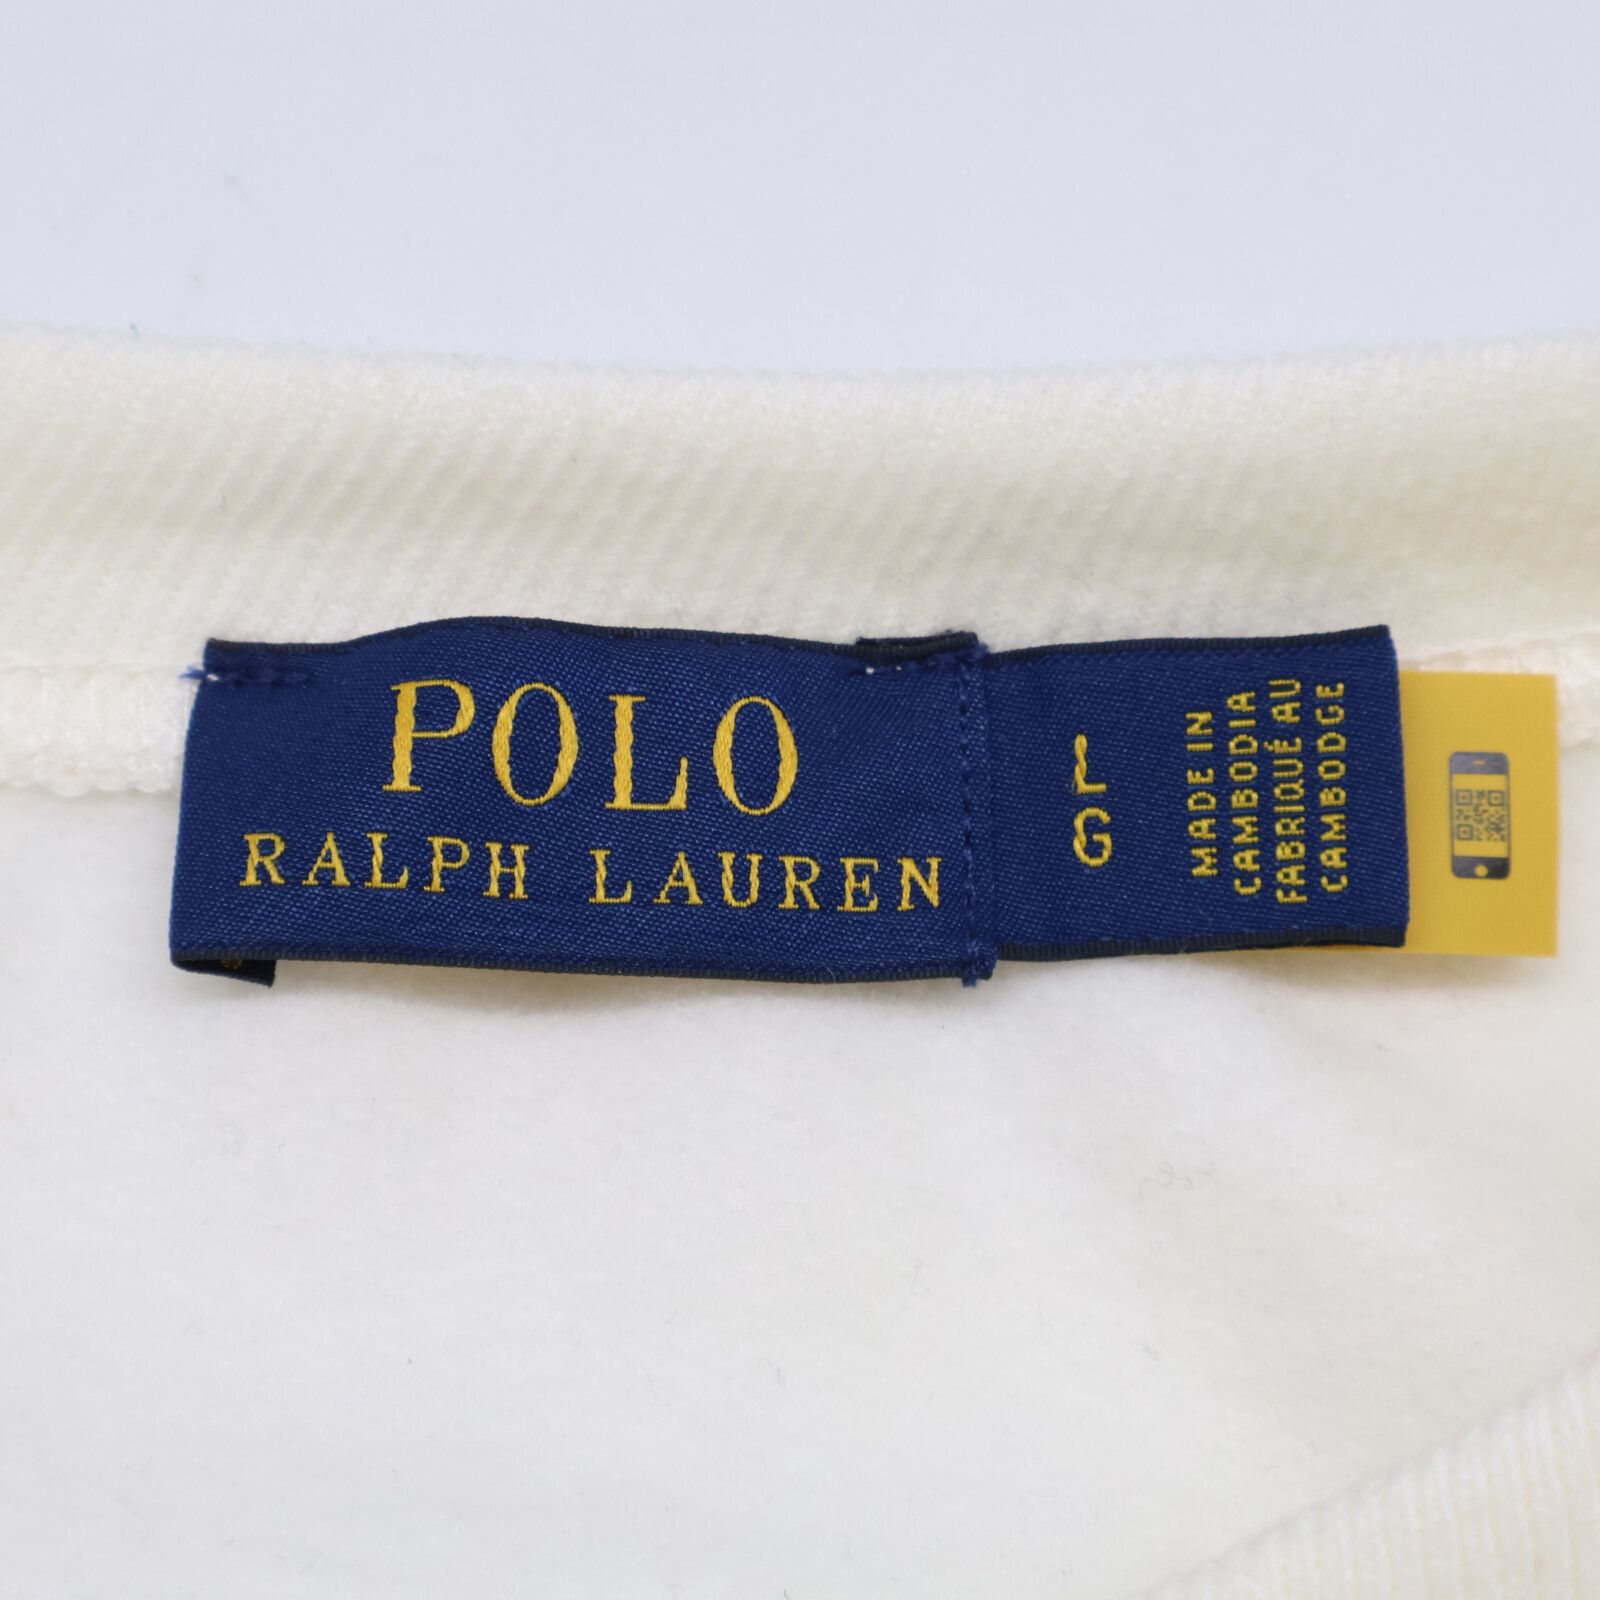 POLO
RALPH LAUREN
G L
MADE IN
CAMBODIA
FABRIQUÉ AU
CAMBODGE